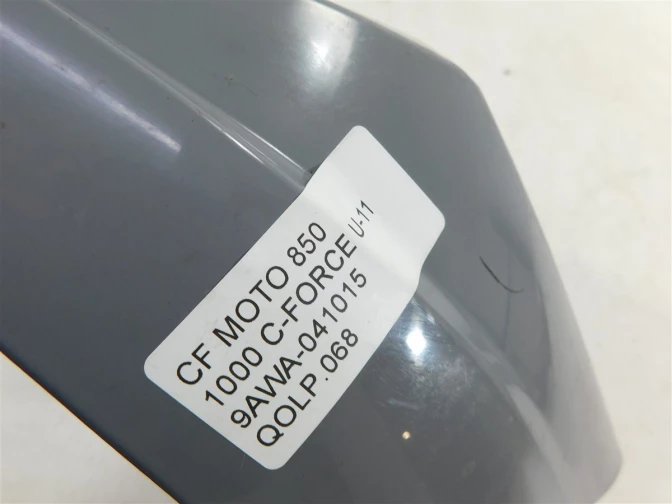 CF MOTO 850
1000 C-FORCE U-11
9AWA-041015
QOLP.068